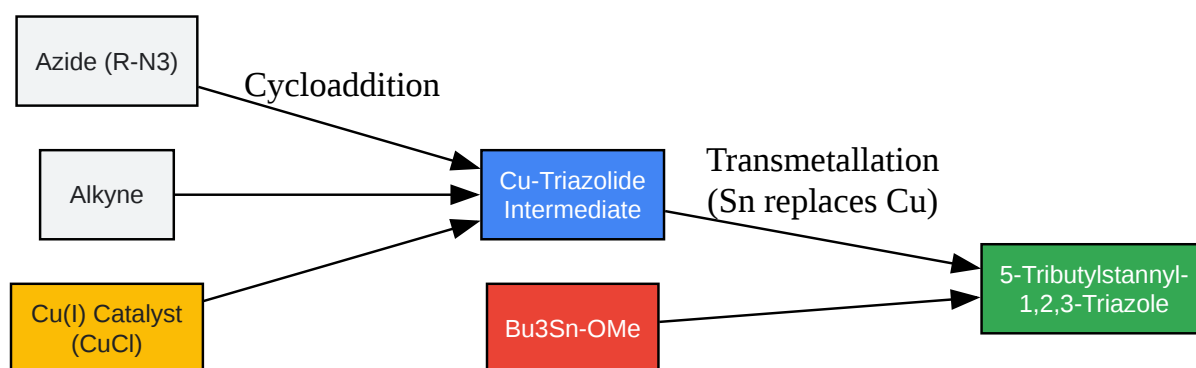 Azide (R-N3)
Cycloaddition
Alkyne
Cu-Triazolide
Intermediate
Transmetallation
(Sn replaces Cu)
Cu(I) Catalyst
(CuCl)
Bu3Sn-OMe
5-Tributylstannyl-
1,2,3-Triazole